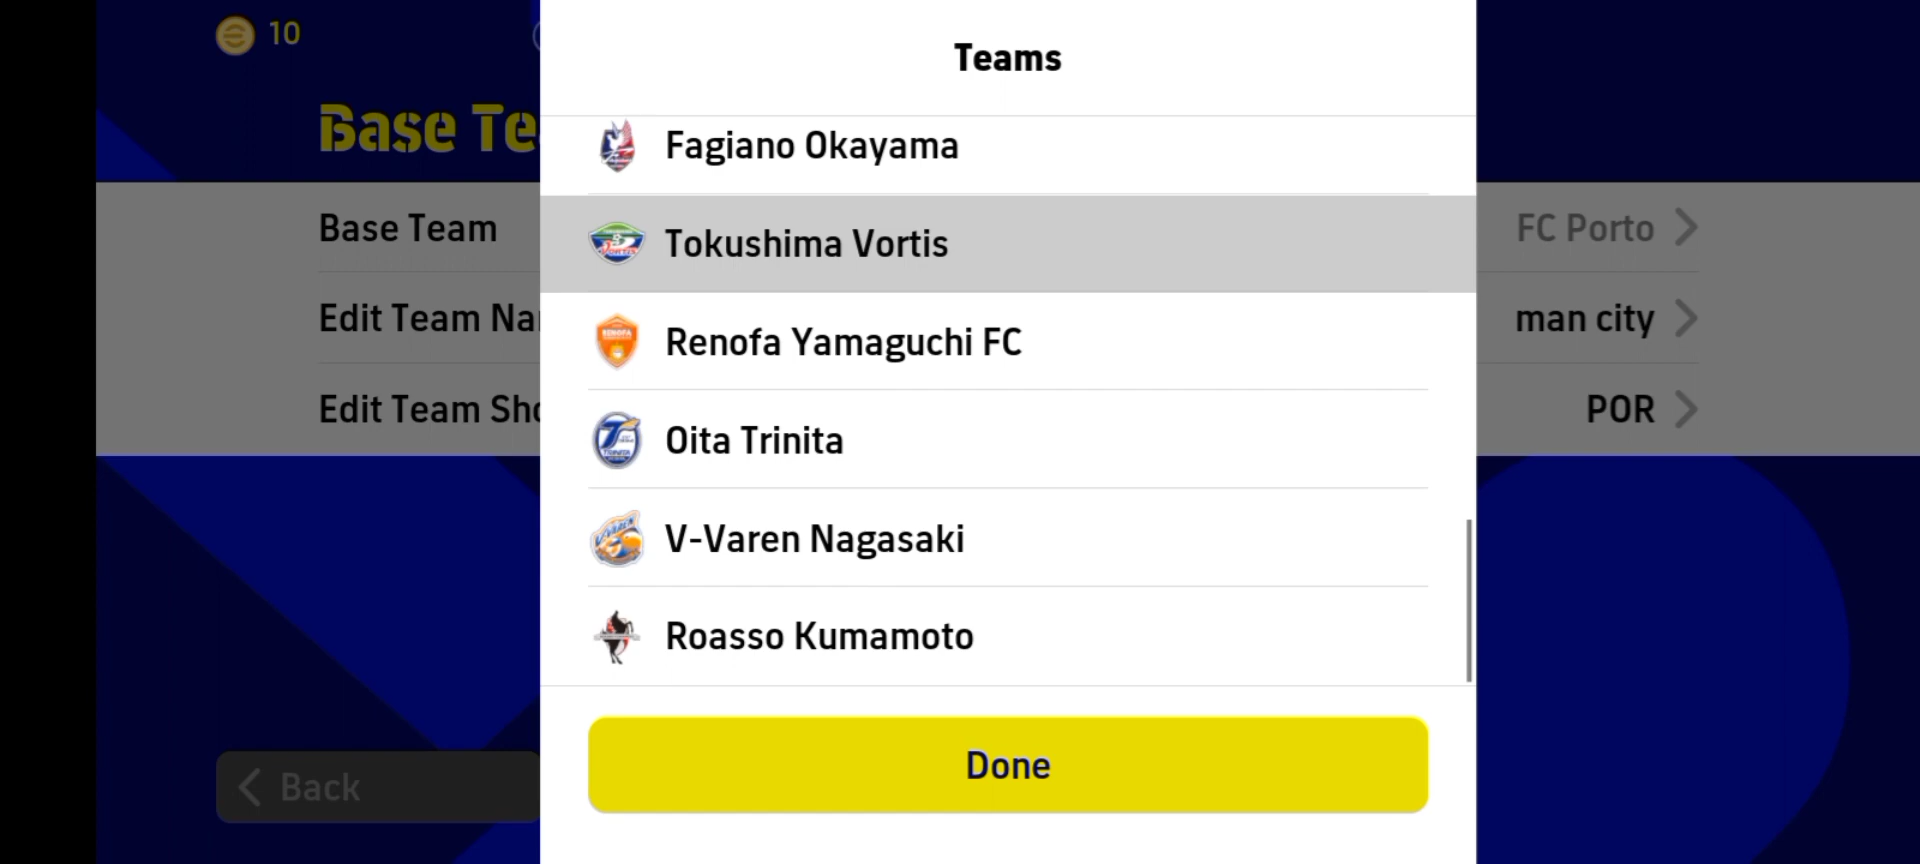 10
Teams
Base Te
Fagiano Okayama
Base Team
Tokushima Vortis
FC Porto
Edit Team Na
Renofa Yamaguchi FC
man city
Edit Team Sho
Oita Trinita
POR
V-Varen Nagasaki
Roasso Kumamoto
Back
Done